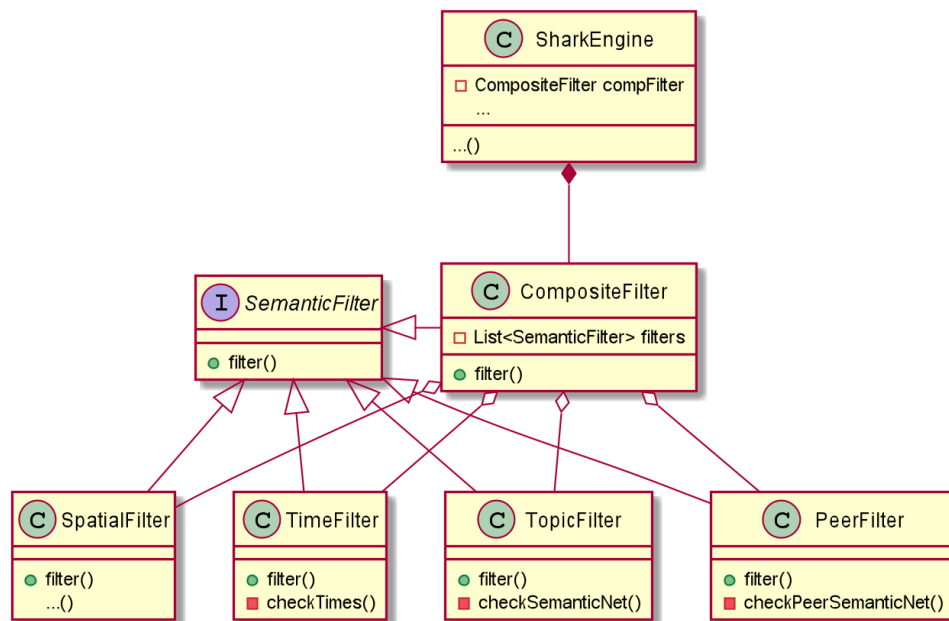 C SharkEngine
CompositeFilter compFilter
...
...()
I SemanticFilter
filter()
C CompositeFilter
List<SemanticFilter> filters
filter()
C SpatialFilter
filter()
...()
C TimeFilter
filter()
checkTimes()
C TopicFilter
filter()
checkSemanticNet()
C PeerFilter
filter()
checkPeerSemanticNet()